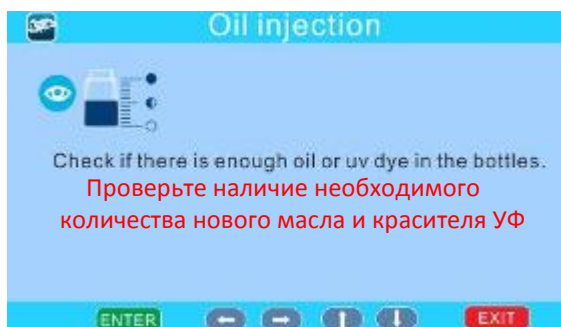 Oil injection
Check if there is enough oil or uv dye in the bottles.
Проверьте наличие необходимого
количества нового масла и красителя УФ
ENTER EXIT